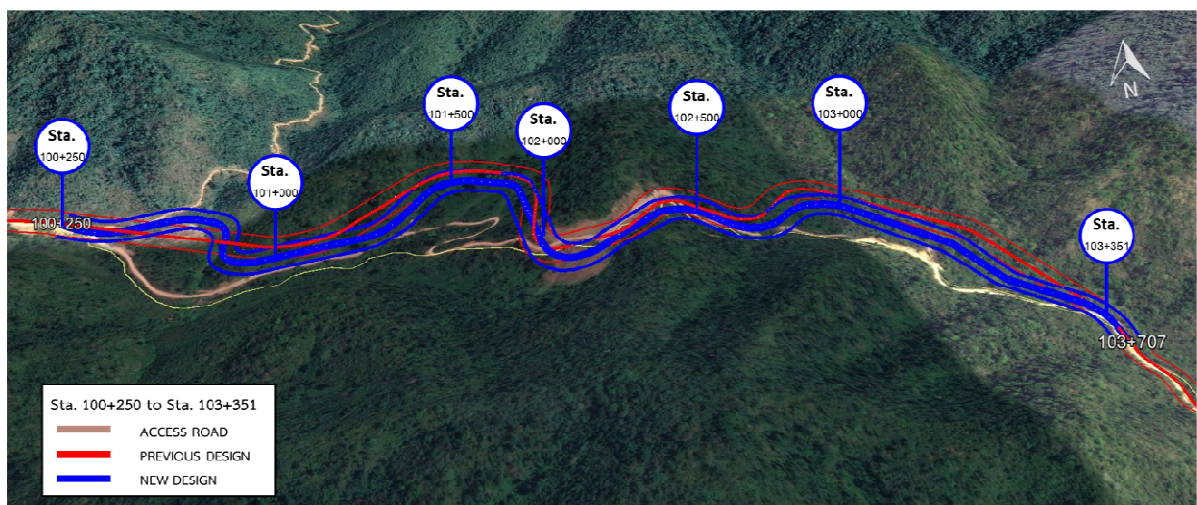 Sta.
100+250
100+250
Sta.
101+000
Sta.
101+500
Sta.
102+000
Sta.
102+500
Sta.
103+000
Sta.
103+351
103+707
N
Sta. 100+250 to Sta. 103+351
ACCESS ROAD
PREVIOUS DESIGN
NEW DESIGN